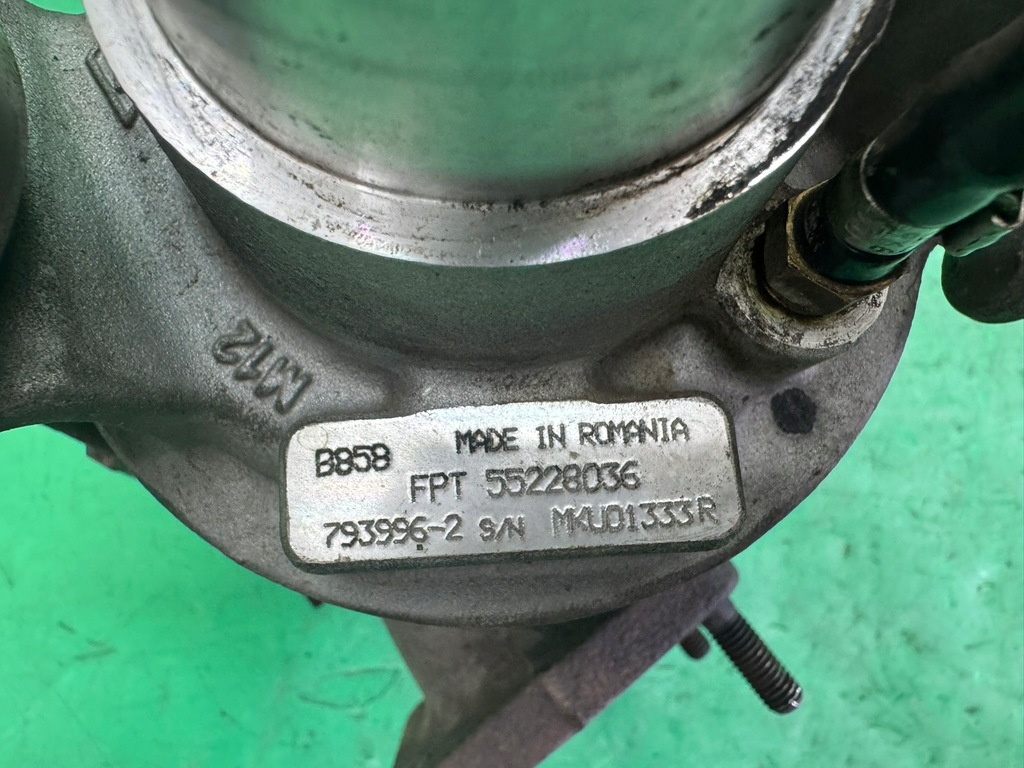 M12
B858 MADE IN ROMANIA
FPT 55228036
793996-2 S/N MKU01333R